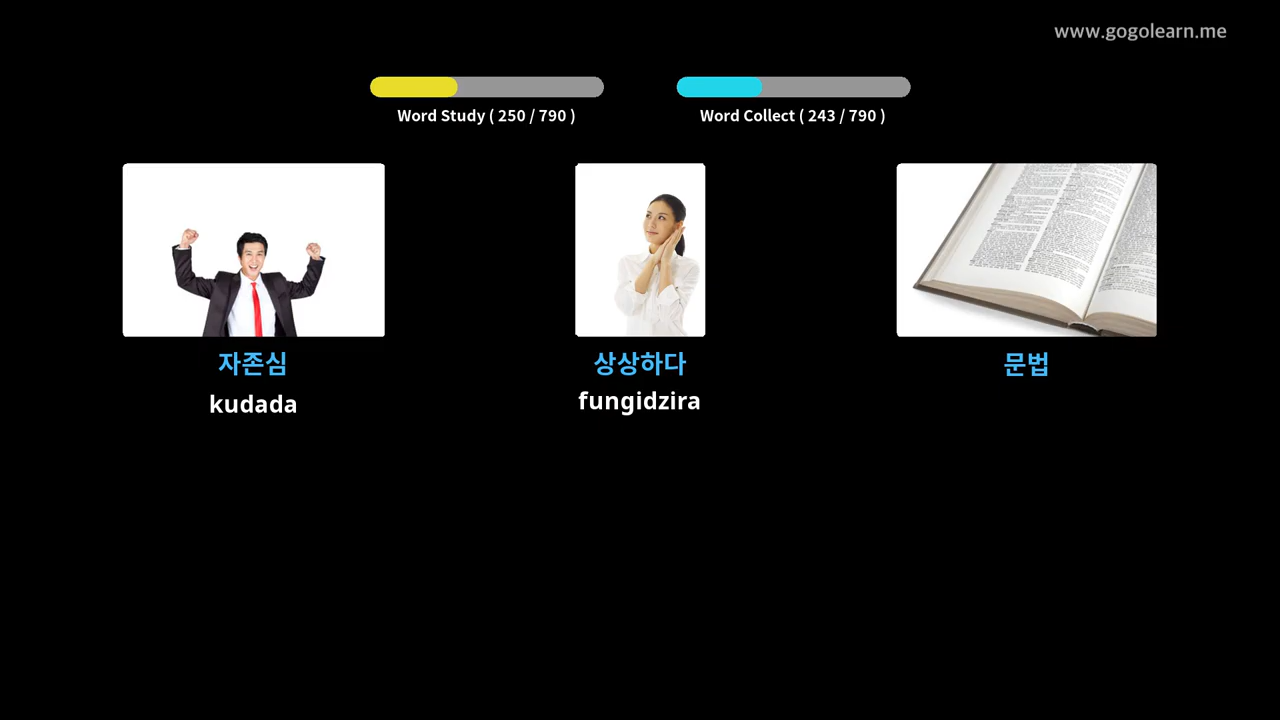 www.gogolearn.me
Word Study ( 250 / 790 )
Word Collect ( 243 / 790 )
자존심
상상하다
문법
kudada
fungidzira